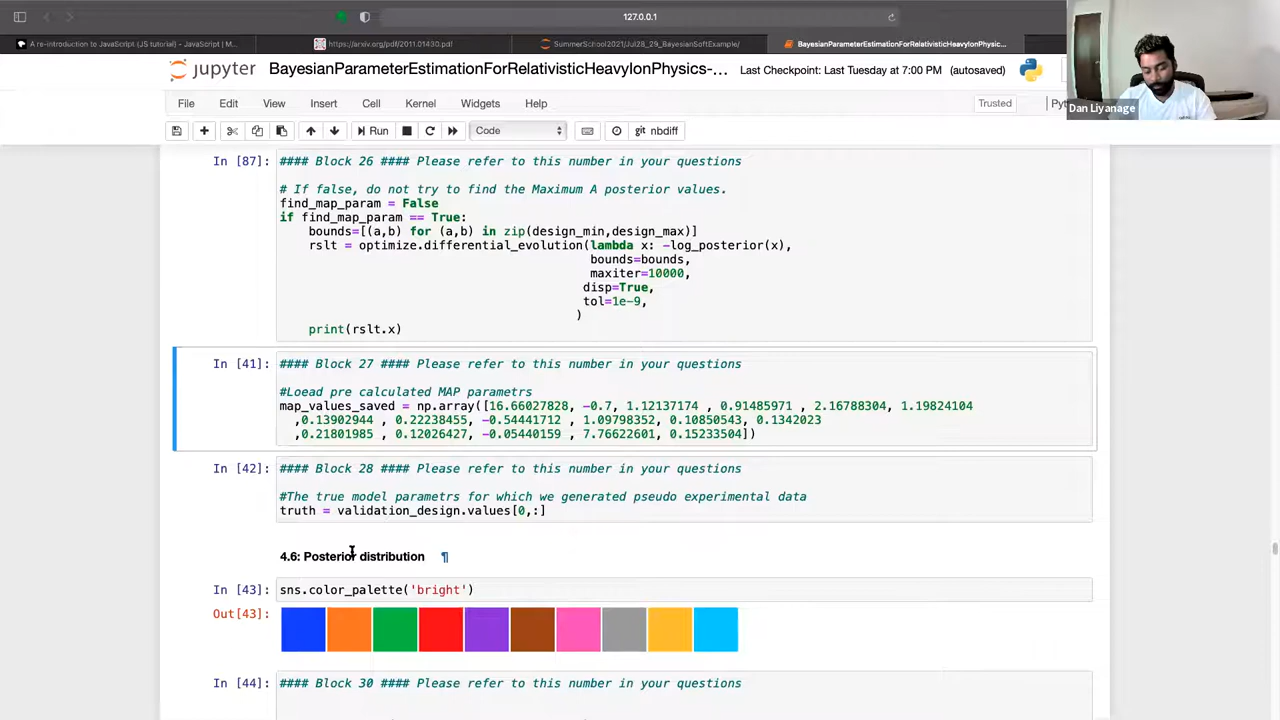 127.0.0.1
A re-introduction to JavaScript (JS tutorial) - JavaScript | M...
https://arxiv.org/pdf/2011.01430.pdf
SummerSchool2021/Jul28_29_BayesianSoftExample/
BayesianParameterEstimationForRelativisticHeavyIonPhysic...
jupyter BayesianParameterEstimationForRelativisticHeavyIonPhysics-... Last Checkpoint: Last Tuesday at 7:00 PM (autosaved)
Dan Liyanage
File Edit View Insert Cell Kernel Widgets Help Trusted
Run Code git nbdiff
In [87]: #### Block 26 #### Please refer to this number in your questions
# If false, do not try to find the Maximum A posterior values.
find_map_param = False
if find_map_param == True:
bounds=[(a,b) for (a,b) in zip(design_min,design_max)]
rslt = optimize.differential_evolution(lambda x: -log_posterior(x),
bounds=bounds,
maxiter=10000,
disp=True,
tol=1e-9,
)
print(rslt.x)
In [41]: #### Block 27 #### Please refer to this number in your questions
#Loead pre calculated MAP parametrs
map_values_saved = np.array([16.66027828, -0.7, 1.12137174 , 0.91485971 , 2.16788304, 1.19824104
,0.13902944 , 0.22238455, -0.54441712 , 1.09798352, 0.10850543, 0.1342023
,0.21801985 , 0.12026427, -0.05440159 , 7.76622601, 0.15233504])
In [42]: #### Block 28 #### Please refer to this number in your questions
#The true model parametrs for which we generated pseudo experimental data
truth = validation_design.values[0,:]
4.6: Posterior distribution ¶
In [43]: sns.color_palette('bright')
Out[43]:
In [44]: #### Block 30 #### Please refer to this number in your questions